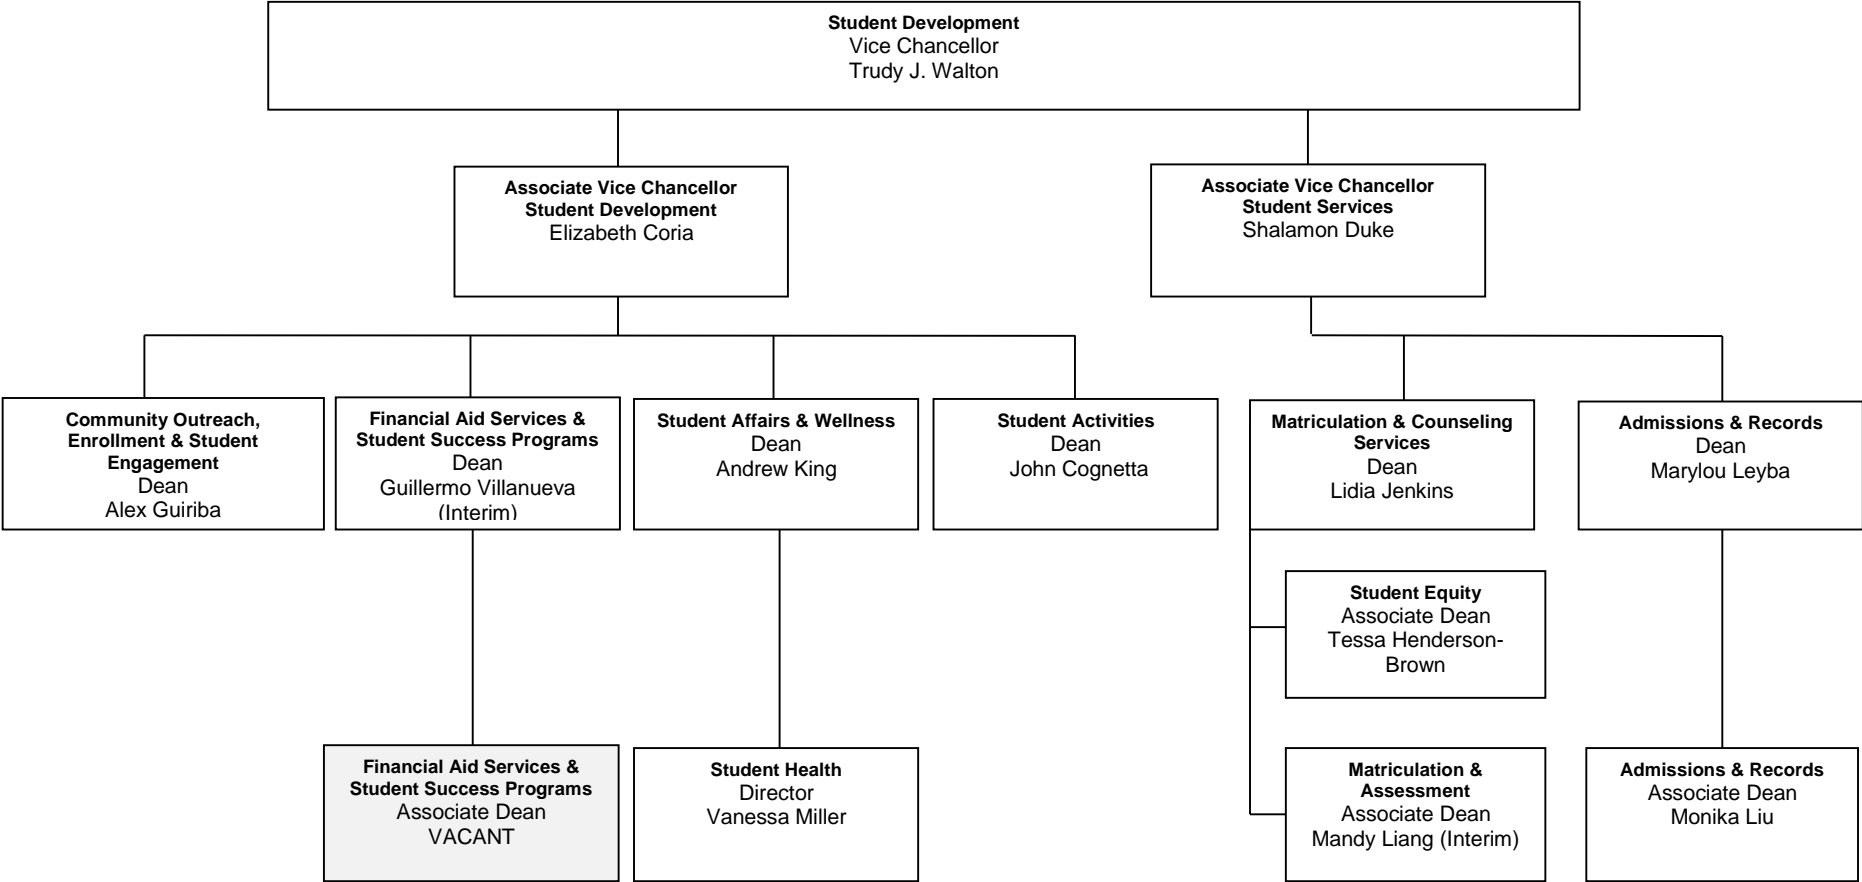 Student Development
Vice Chancellor
Trudy J. Walton
Associate Vice Chancellor
Student Development
Elizabeth Coria
Associate Vice Chancellor
Student Services
Shalamon Duke
Community Outreach,
Enrollment & Student
Engagement
Dean
Alex Guiriba
Financial Aid Services &
Student Success Programs
Dean
Guillermo Villanueva
(Interim)
Student Affairs & Wellness
Dean
Andrew King
Student Activities
Dean
John Cognetta
Matriculation & Counseling
Services
Dean
Lidia Jenkins
Admissions & Records
Dean
Marylou Leyba
Student Equity
Associate Dean
Tessa Henderson-
Brown
Financial Aid Services &
Student Success Programs
Associate Dean
VACANT
Student Health
Director
Vanessa Miller
Matriculation &
Assessment
Associate Dean
Mandy Liang (Interim)
Admissions & Records
Associate Dean
Monika Liu